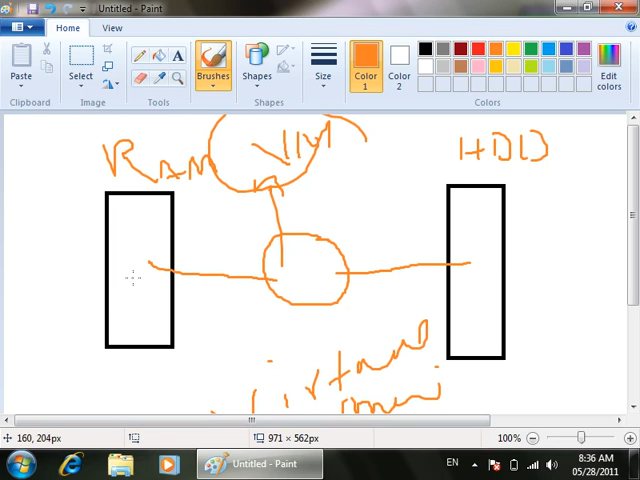 Untitled - Paint
Home
View
Paste
Select
Brushes
Shapes
Size
Color 1
Color 2
Edit colors
Clipboard
Image
Tools
Shapes
Colors
VM
RAM
HDD
160, 204px
971 × 562px
100%
Untitled - Paint
EN
8:36 AM
05/28/2011